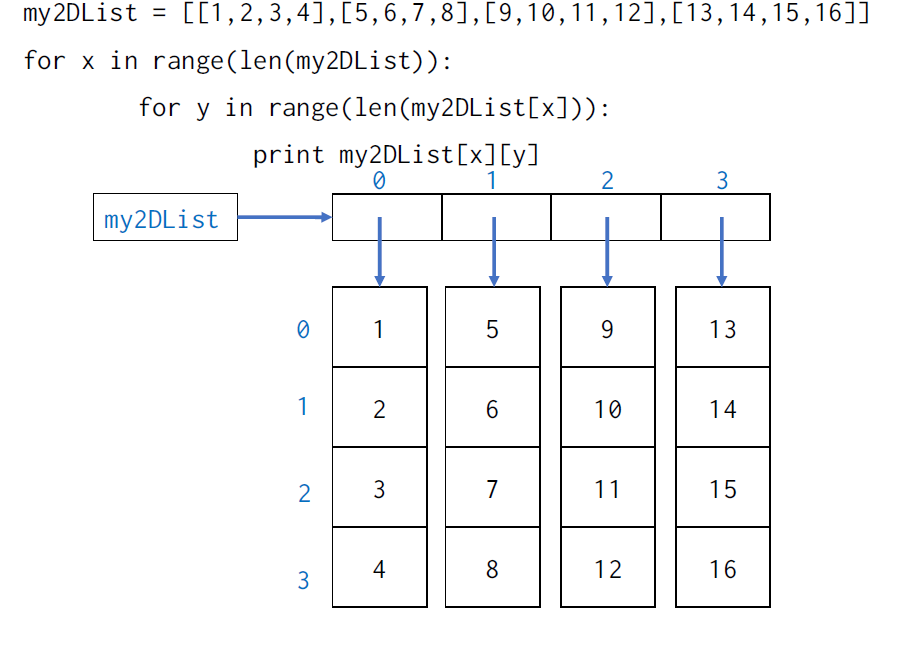 my2DList = [[1,2,3,4],[5,6,7,8],[9,10,11,12],[13,14,15,16]]
for x in range(len(my2DList)):
for y in range(len(my2DList[x])):
print my2DList[x][y]
0 1 2 3
my2DList
0 1 5 9 13
1 2 6 10 14
2 3 7 11 15
3 4 8 12 16